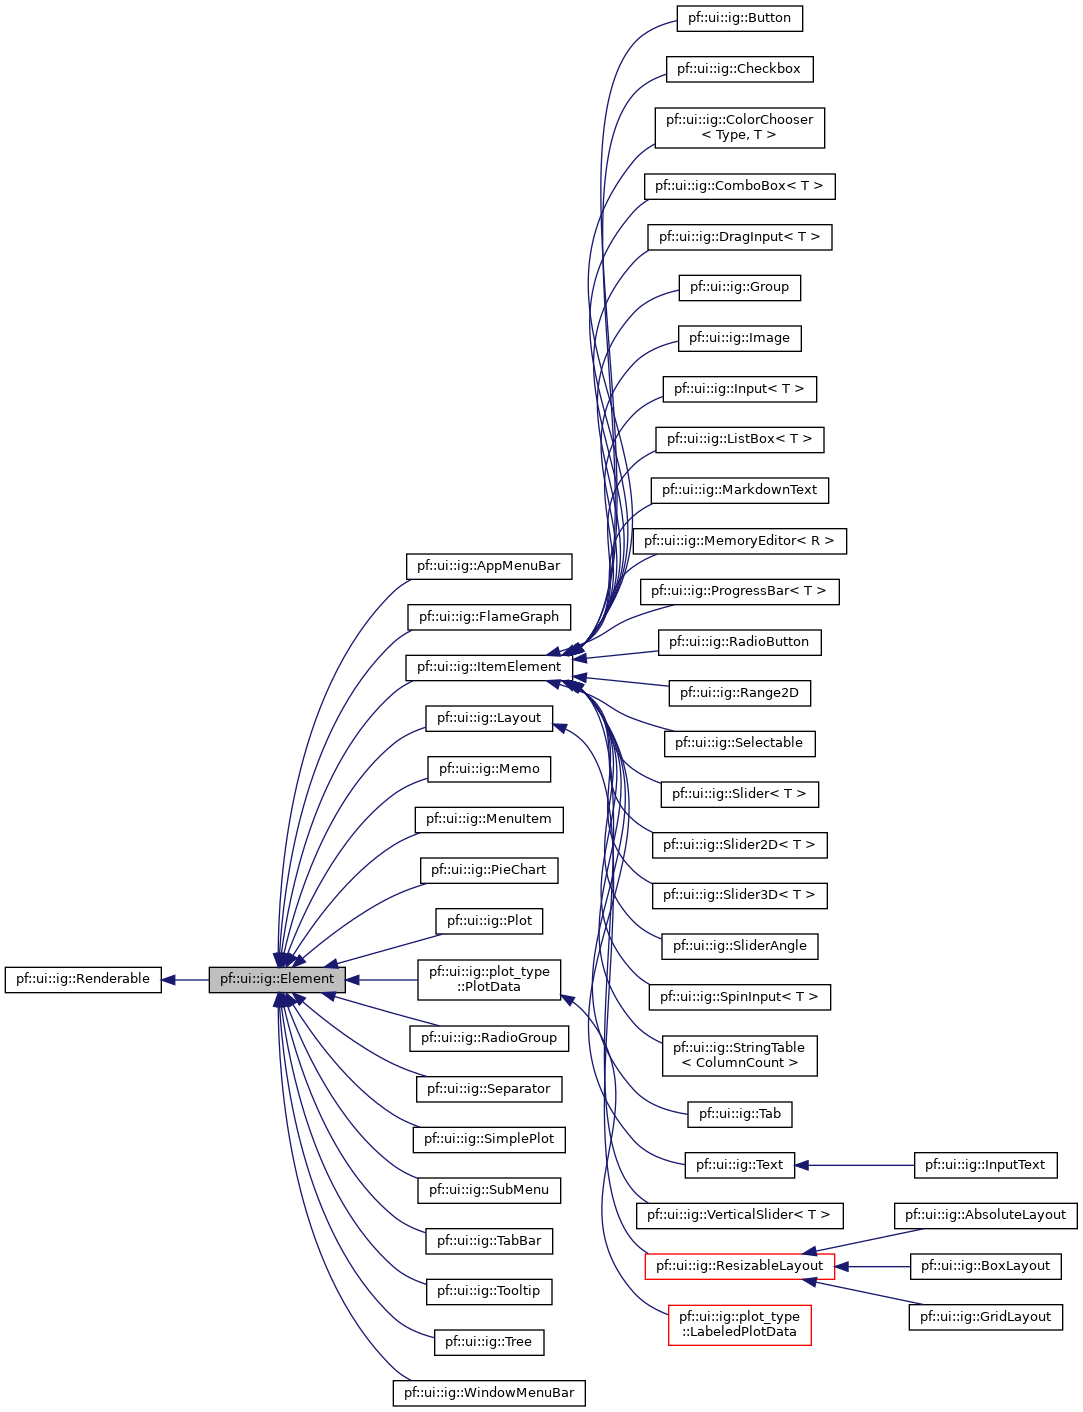 pf::ui::ig::Renderable
pf::ui::ig::Element
pf::ui::ig::AppMenuBar
pf::ui::ig::FlameGraph
pf::ui::ig::ItemElement
pf::ui::ig::Layout
pf::ui::ig::Memo
pf::ui::ig::MenuItem
pf::ui::ig::PieChart
pf::ui::ig::Plot
pf::ui::ig::plot_type
::PlotData
pf::ui::ig::RadioGroup
pf::ui::ig::Separator
pf::ui::ig::SimplePlot
pf::ui::ig::SubMenu
pf::ui::ig::TabBar
pf::ui::ig::Tooltip
pf::ui::ig::Tree
pf::ui::ig::WindowMenuBar
pf::ui::ig::Button
pf::ui::ig::Checkbox
pf::ui::ig::ColorChooser
< Type, T >
pf::ui::ig::ComboBox< T >
pf::ui::ig::DragInput< T >
pf::ui::ig::Group
pf::ui::ig::Image
pf::ui::ig::Input< T >
pf::ui::ig::ListBox< T >
pf::ui::ig::MarkdownText
pf::ui::ig::MemoryEditor< R >
pf::ui::ig::ProgressBar< T >
pf::ui::ig::RadioButton
pf::ui::ig::Range2D
pf::ui::ig::Selectable
pf::ui::ig::Slider< T >
pf::ui::ig::Slider2D< T >
pf::ui::ig::Slider3D< T >
pf::ui::ig::SliderAngle
pf::ui::ig::SpinInput< T >
pf::ui::ig::StringTable
< ColumnCount >
pf::ui::ig::Tab
pf::ui::ig::Text
pf::ui::ig::VerticalSlider< T >
pf::ui::ig::ResizableLayout
pf::ui::ig::plot_type
::LabeledPlotData
pf::ui::ig::InputText
pf::ui::ig::AbsoluteLayout
pf::ui::ig::BoxLayout
pf::ui::ig::GridLayout